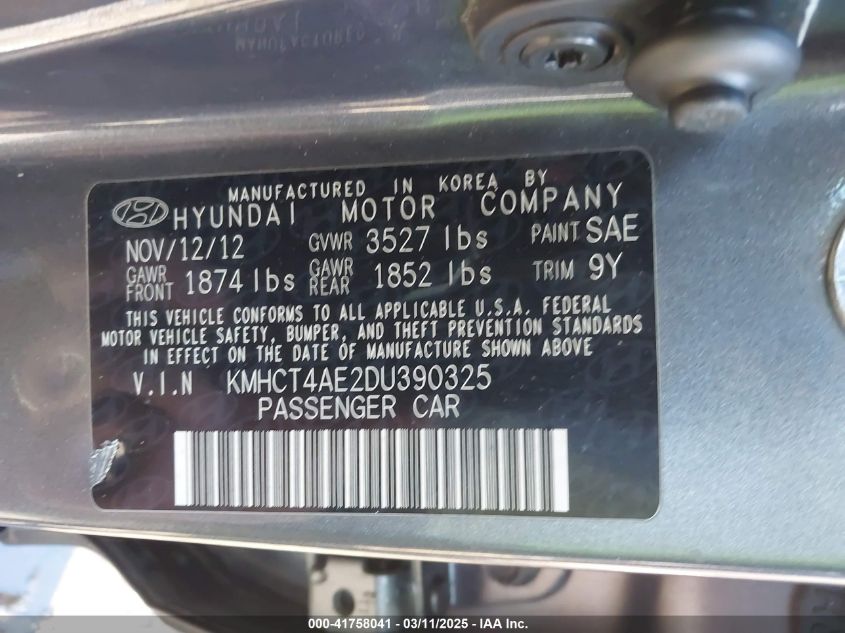 MANUFACTURED IN KOREA BY
HYUNDAI MOTOR COMPANY
NOV/12/12 GVWR 3527 lbs PAINT SAE
GAWR FRONT 1874 lbs GAWR REAR 1852 lbs TRIM 9Y
THIS VEHICLE CONFORMS TO ALL APPLICABLE U.S.A. FEDERAL
MOTOR VEHICLE SAFETY, BUMPER, AND THEFT PREVENTION STANDARDS
IN EFFECT ON THE DATE OF MANUFACTURE SHOWN ABOVE
V.I.N KMHCT4AE2DU390325
PASSENGER CAR
000-41758041 - 03/11/2025 - IAAI.com